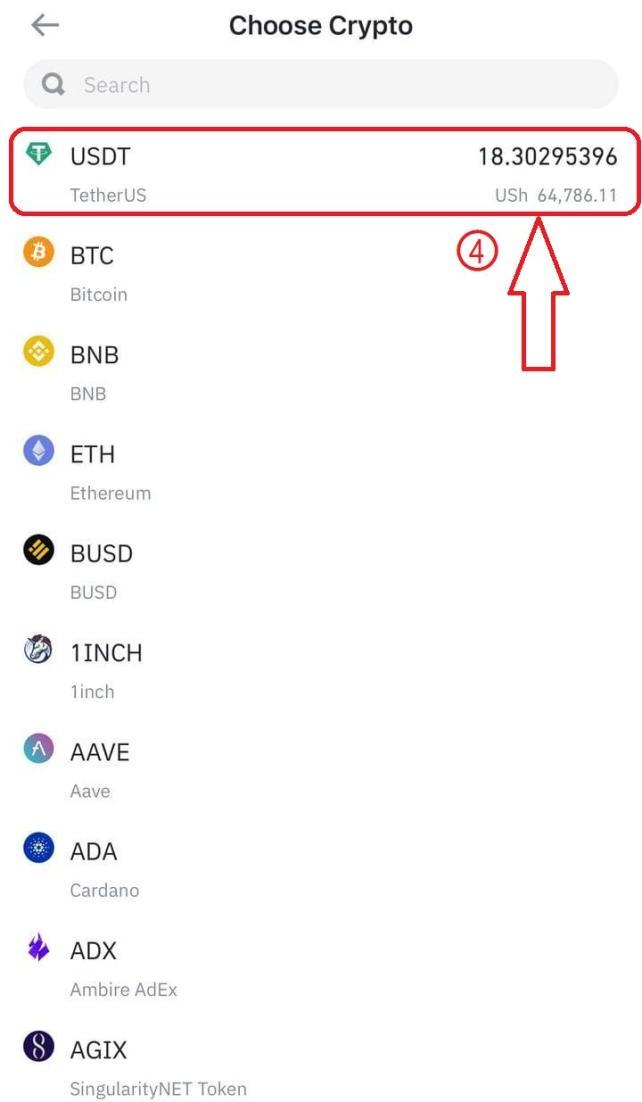 Choose Crypto
Search
USDT 18.30295396
TetherUS USh 64,786.11
④
BTC
Bitcoin
BNB
BNB
ETH
Ethereum
BUSD
BUSD
1INCH
1inch
AAVE
Aave
ADA
Cardano
ADX
Ambire AdEx
AGIX
SingularityNET Token